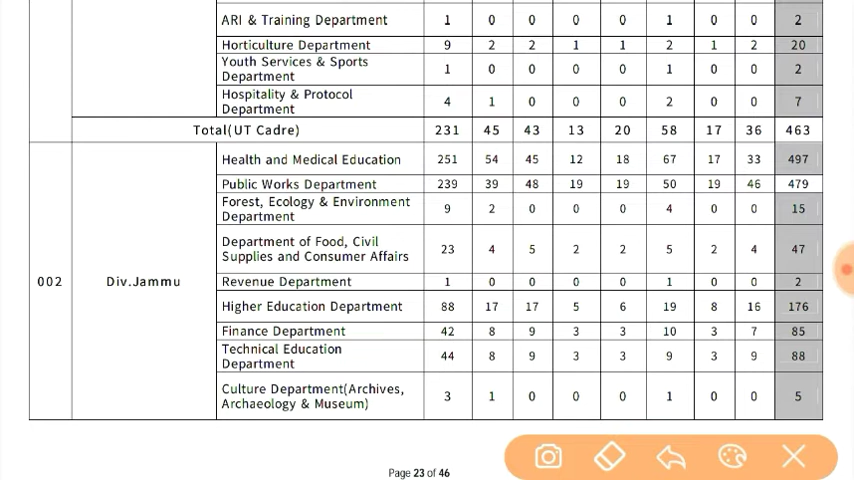 ARI & Training Department 1 0 0 0 0 1 0 0 2
Horticulture Department 9 2 2 1 1 2 1 2 20
Youth Services & Sports
Department 1 0 0 0 0 1 0 0 2
Hospitality & Protocol
Department 4 1 0 0 0 2 0 0 7
Total(UT Cadre) 231 45 43 13 20 58 17 36 463
002 Div.Jammu
Health and Medical Education 251 54 45 12 18 67 17 33 497
Public Works Department 239 39 48 19 19 50 19 46 479
Forest, Ecology & Environment
Department 9 2 0 0 0 4 0 0 15
Department of Food, Civil
Supplies and Consumer Affairs 23 4 5 2 2 5 2 4 47
Revenue Department 1 0 0 0 0 1 0 0 2
Higher Education Department 88 17 17 5 6 19 8 16 176
Finance Department 42 8 9 3 3 10 3 7 85
Technical Education
Department 44 8 9 3 3 9 3 9 88
Culture Department(Archives,
Archaeology & Museum) 3 1 0 0 0 1 0 0 5
Page 23 of 46